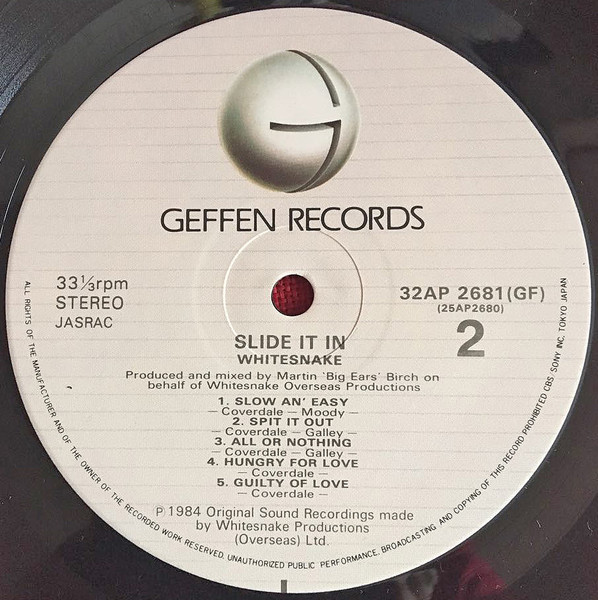 G
GEFFEN RECORDS
33⅓rpm
STEREO
JASRAC
32AP 2681(GF)
(25AP2680)
2
SLIDE IT IN
WHITESNAKE
Produced and mixed by Martin 'Big Ears' Birch on
behalf of Whitesnake Overseas Productions
1. SLOW AN' EASY
— Coverdale — Moody —
2. SPIT IT OUT
— Coverdale — Galley —
3. ALL OR NOTHING
— Coverdale — Galley —
4. HUNGRY FOR LOVE
— Coverdale —
5. GUILTY OF LOVE
— Coverdale —
℗ 1984 Original Sound Recordings made
by Whitesnake Productions
(Overseas) Ltd.
ALL RIGHTS OF THE MANUFACTURER AND OF THE OWNER OF THE RECORDED WORK RESERVED. UNAUTHORIZED PUBLIC PERFORMANCE, BROADCASTING AND COPYING OF THIS RECORD PROHIBITED CBS/SONY INC. TOKYO JAPAN